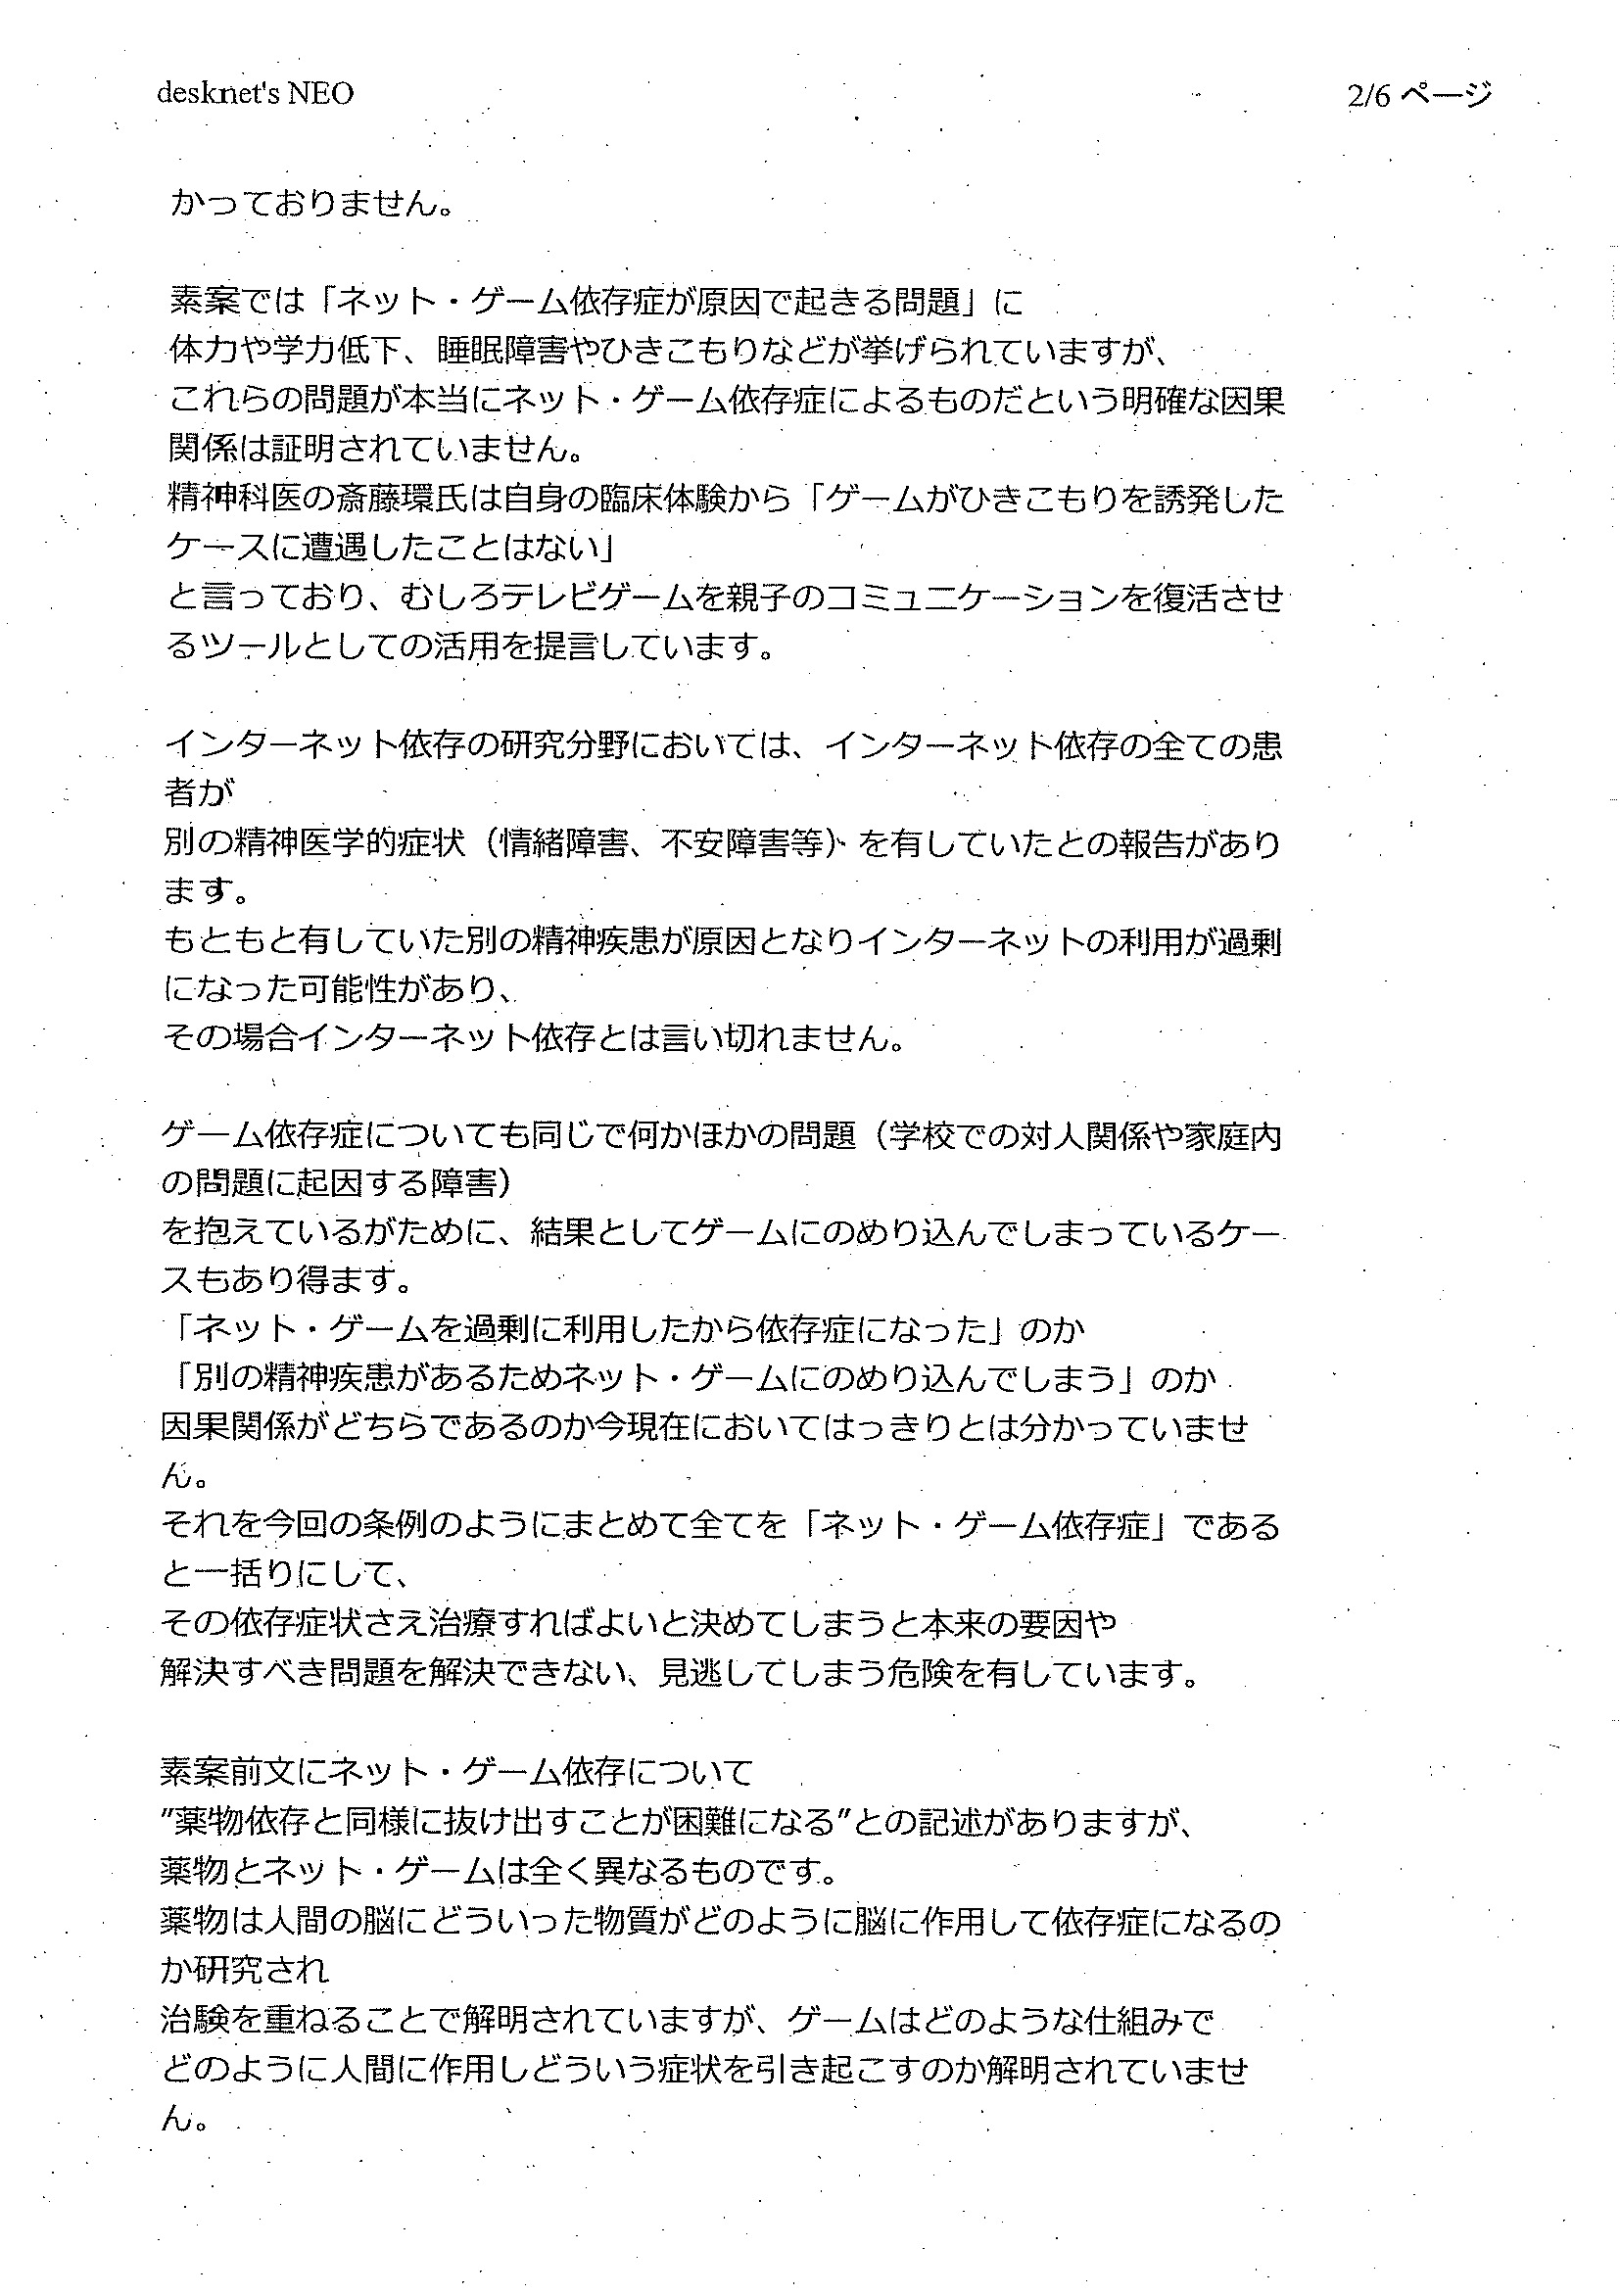 desknet's NEO
2/6 ページ
かっておりません。
素案では「ネット・ゲーム依存症が原因で起きる問題」に
体力や学力低下、睡眠障害やひきこもりなどが挙げられていますが、
これらの問題が本当にネット・ゲーム依存症によるものだという明確な因果
関係は証明されていません。
精神科医の斎藤環氏は自身の臨床体験から「ゲームがひきこもりを誘発した
ケースに遭遇したことはない」
と言っており、むしろテレビゲームを親子のコミュニケーションを復活させ
るツールとしての活用を提言しています。
インターネット依存の研究分野においては、インターネット依存の全ての患
者が
別の精神医学的症状（情緒障害、不安障害等）を有していたとの報告があり
ます。
もともと有していた別の精神疾患が原因となりインターネットの利用が過剰
になった可能性があり、
その場合インターネット依存とは言い切れません。
ゲーム依存症についても同じで何かほかの問題（学校での対人関係や家庭内
の問題に起因する障害）
を抱えているがために、結果としてゲームにのめり込んでしまっているケー
スもあり得ます。
「ネット・ゲームを過剰に利用したから依存症になった」のか
「別の精神疾患があるためネット・ゲームにのめり込んでしまう」のか
因果関係がどちらであるのか今現在においてはっきりとは分かっていませ
ん。
それを今回の条例のようにまとめて全てを「ネット・ゲーム依存症」である
と一括りにして、
その依存症状さえ治療すればよいと決めてしまうと本来の要因や
解決すべき問題を解決できない、見逃してしまう危険を有しています。
素案前文にネット・ゲーム依存について
"薬物依存と同様に抜け出すことが困難になる"との記述がありますが、
薬物とネット・ゲームは全く異なるものです。
薬物は人間の脳にどういった物質がどのように脳に作用して依存症になるの
か研究され
治験を重ねることで解明されていますが、ゲームはどのような仕組みで
どのように人間に作用しどういう症状を引き起こすのか解明されていませ
ん。